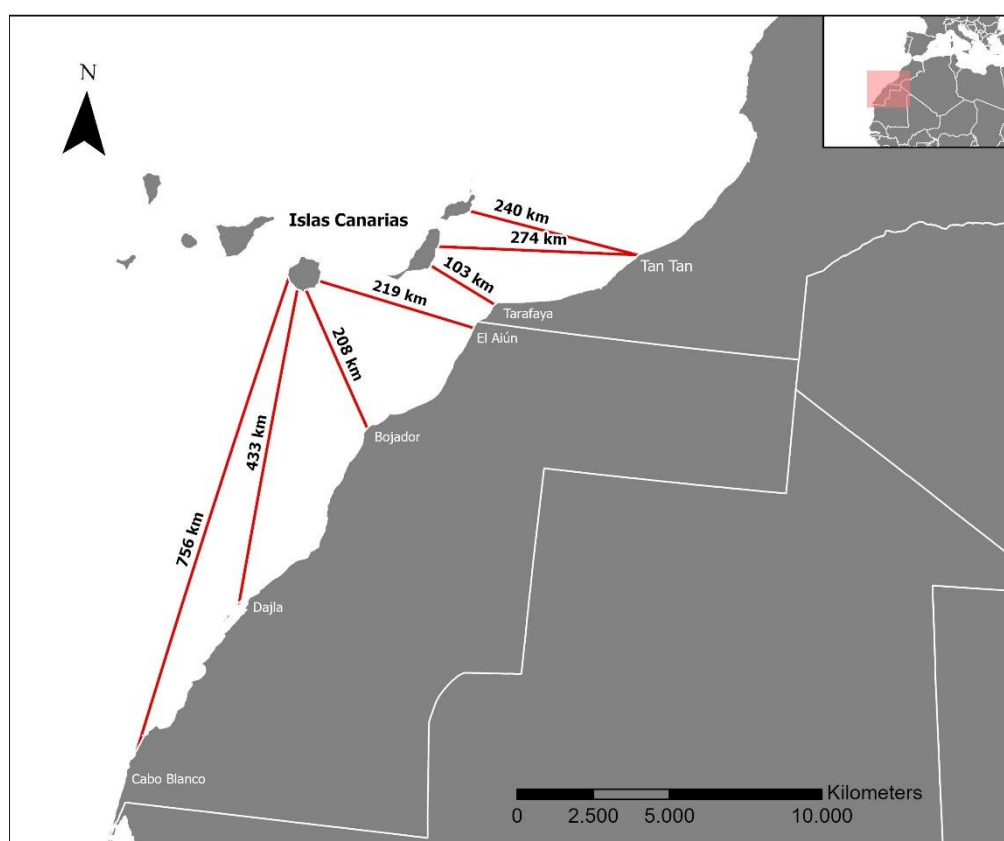 N
Islas Canarias
240 km
274 km
Tan Tan
103 km
219 km
Tarafaya
El Aiún
208 km
Bojador
433 km
756 km
Dajla
Cabo Blanco
Kilometers
0 2.500 5.000 10.000